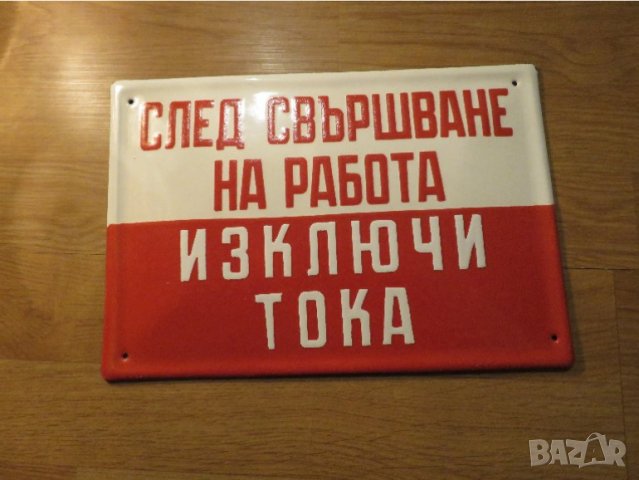 СЛЕД СВЪРШВАНЕ
НА РАБОТА
ИЗКЛЮЧИ
ТОКА
BAZAR